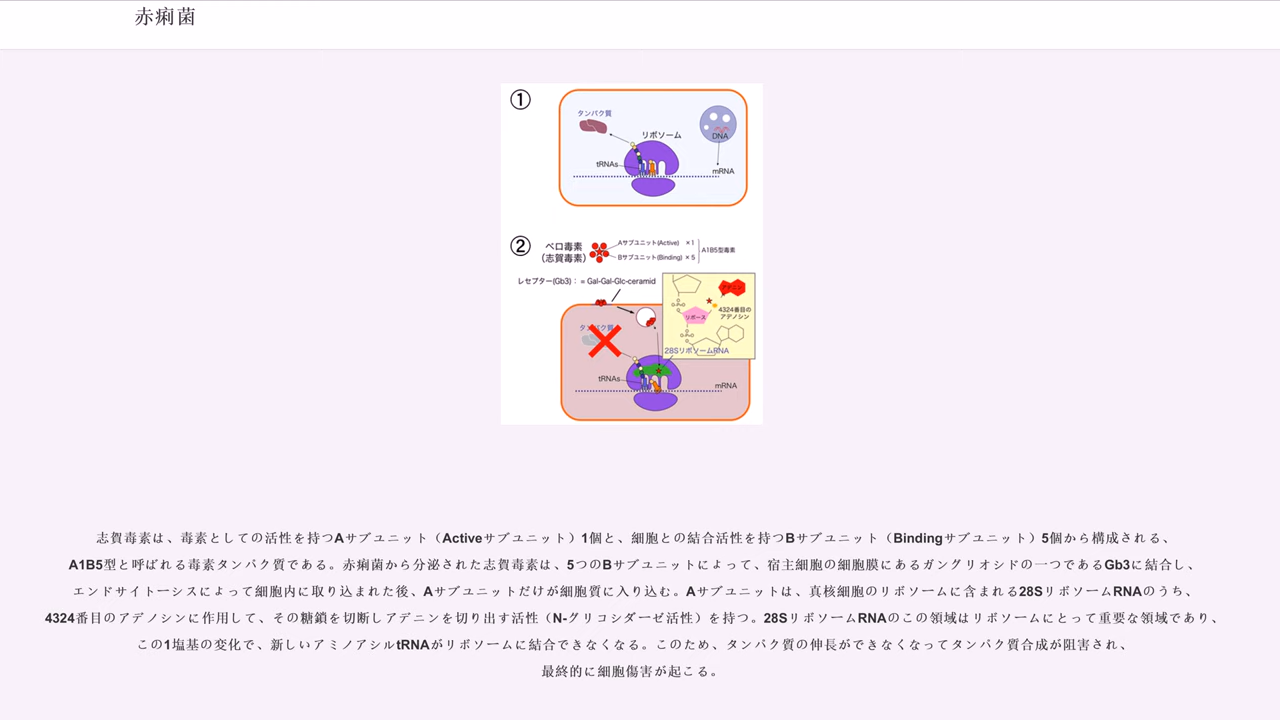 赤痢菌
①
タンパク質
リボソーム
DNA
tRNAs
mRNA
②
ベロ毒素
(志賀毒素)
Aサブユニット(Active) ×1
Bサブユニット(Binding) ×5
A1B5型毒素
レセプター(Gb3)： = Gal-Gal-Glc-ceramid
アデニン
4324番目の
アデノシン
リボース
タンパク質
28SリボソームRNA
tRNAs
mRNA
志賀毒素は、毒素としての活性を持つAサブユニット（Activeサブユニット）1個と、細胞との結合活性を持つBサブユニット（Bindingサブユニット）5個から構成される、
A1B5型と呼ばれる毒素タンパク質である。赤痢菌から分泌された志賀毒素は、5つのBサブユニットによって、宿主細胞の細胞膜にあるガングリオシドの一つであるGb3に結合し、
エンドサイトーシスによって細胞内に取り込まれた後、Aサブユニットだけが細胞質に入り込む。Aサブユニットは、真核細胞のリボソームに含まれる28SリボソームRNAのうち、
4324番目のアデノシンに作用して、その糖鎖を切断しアデニンを切り出す活性（N-グリコシダーゼ活性）を持つ。28SリボソームRNAのこの領域はリボソームにとって重要な領域であり、
この1塩基の変化で、新しいアミノアシルtRNAがリボソームに結合できなくなる。このため、タンパク質の伸長ができなくなってタンパク質合成が阻害され、
最終的に細胞傷害が起こる。